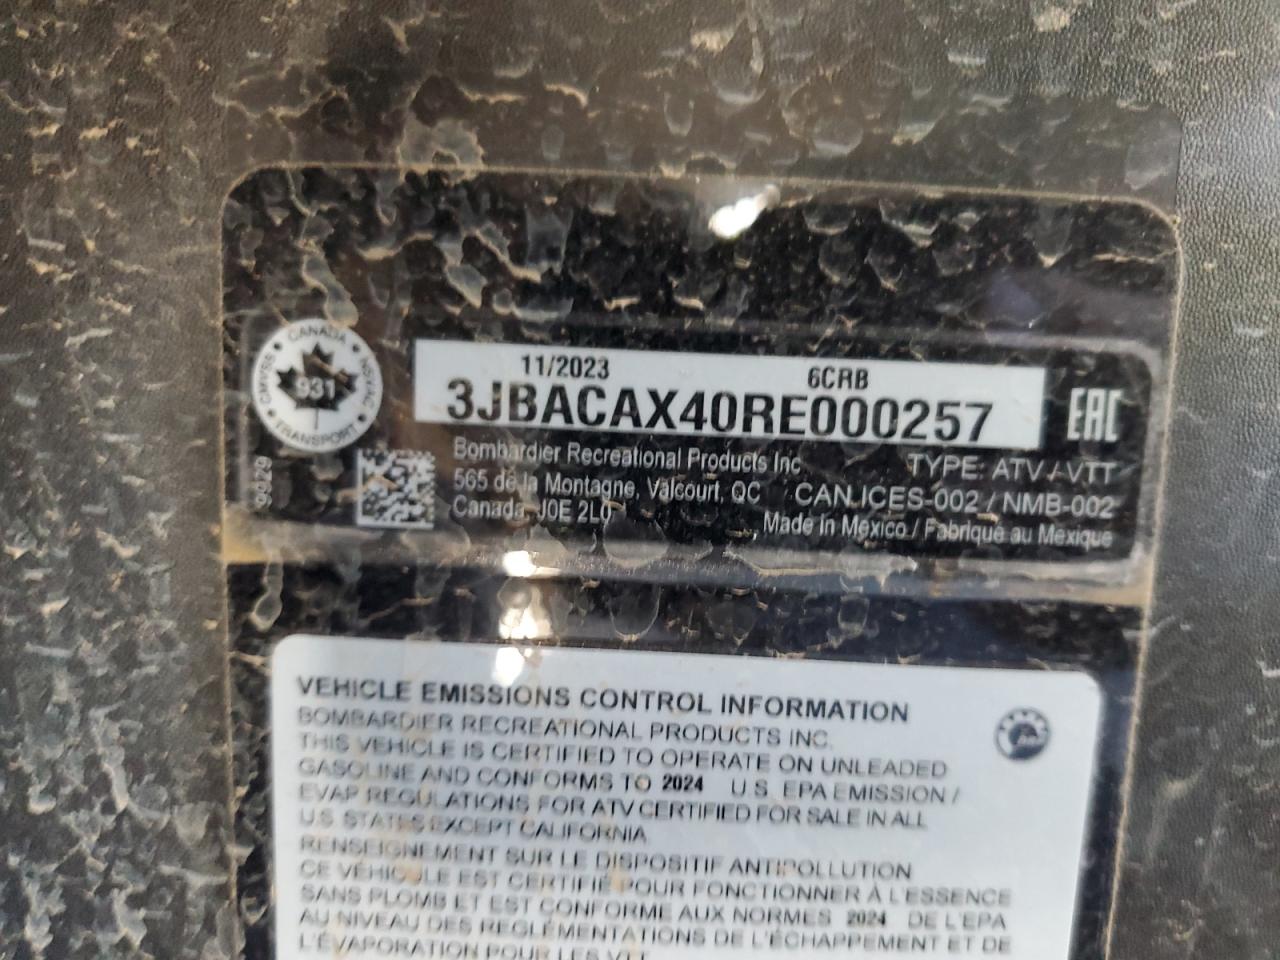 CANADA
CMVSS
931
NSVAC
TRANSPORT
11/2023 6CRB
3JBACAX40RE000257
EAC
9929
Bombardier Recreational Products Inc
565 de la Montagne, Valcourt, QC
Canada, J0E 2L0
TYPE: ATV / VTT
CAN ICES-002 / NMB-002
Made in Mexico / Fabriqué au Mexique
VEHICLE EMISSIONS CONTROL INFORMATION
BOMBARDIER RECREATIONAL PRODUCTS INC.
THIS VEHICLE IS CERTIFIED TO OPERATE ON UNLEADED
GASOLINE AND CONFORMS TO 2024 U.S. EPA EMISSION /
EVAP REGULATIONS FOR ATV CERTIFIED FOR SALE IN ALL
U.S. STATES EXCEPT CALIFORNIA
RENSEIGNEMENT SUR LE DISPOSITIF ANTIPOLLUTION
CE VÉHICULE EST CERTIFIÉ POUR FONCTIONNER À L'ESSENCE
SANS PLOMB ET EST CONFORME AUX NORMES 2024 DE L'EPA
AU NIVEAU DES REGLÉMENTATIONS DE L'ÉCHAPPEMENT ET DE
L'ÉVAPORATION POUR LES VTT